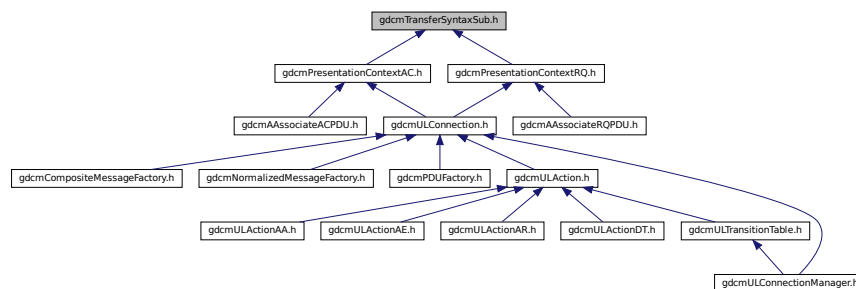 gdcmTransferSyntaxSub.h
gdcmPresentationContextAC.h
gdcmPresentationContextRQ.h
gdcmAAssociateACPDU.h
gdcmULConnection.h
gdcmAAssociateRQPDU.h
gdcmCompositeMessageFactory.h
gdcmNormalizedMessageFactory.h
gdcmPDUFactory.h
gdcmULAction.h
gdcmULActionAA.h
gdcmULActionAE.h
gdcmULActionAR.h
gdcmULActionDT.h
gdcmULTransitionTable.h
gdcmULConnectionManager.h